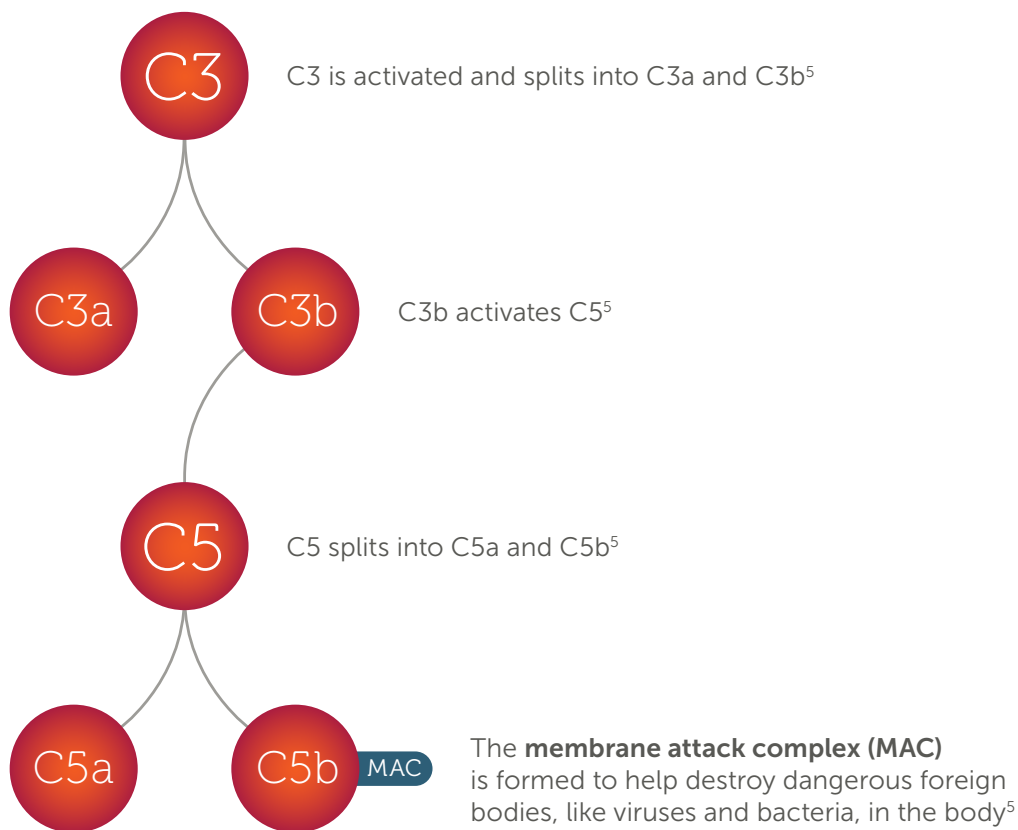 C3
C3 is activated and splits into C3a and C3b⁵
C3a
C3b
C3b activates C5⁵
C5
C5 splits into C5a and C5b⁵
C5a
C5b
MAC
The membrane attack complex (MAC)
is formed to help destroy dangerous foreign
bodies, like viruses and bacteria, in the body⁵